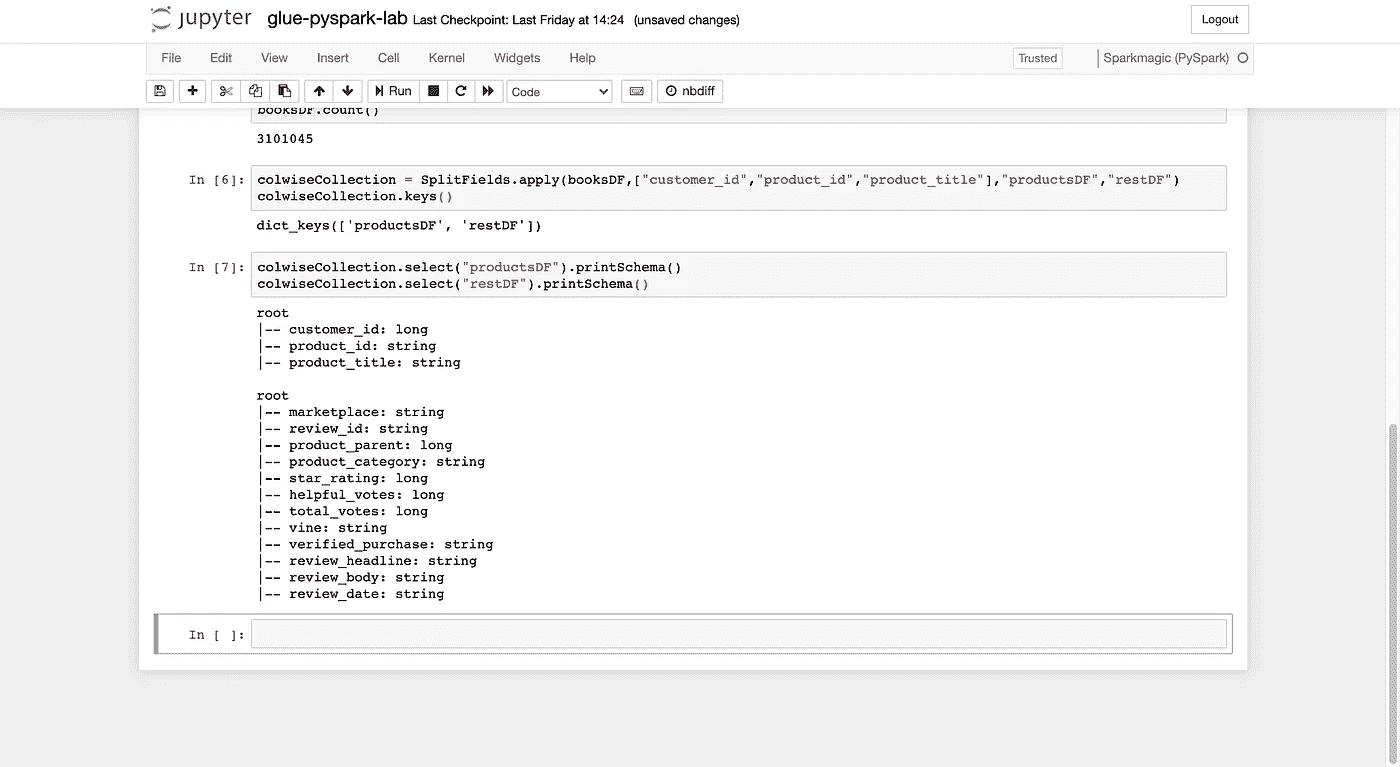 jupyter glue-pyspark-lab Last Checkpoint: Last Friday at 14:24 (unsaved changes) Logout
File Edit View Insert Cell Kernel Widgets Help Trusted Sparkmagic (PySpark)
Run Code nbdiff
booksDF.count()
3101045
In [6]: colwiseCollection = SplitFields.apply(booksDF,["customer_id","product_id","product_title"],"productsDF","restDF")
colwiseCollection.keys()
dict_keys(['productsDF', 'restDF'])
In [7]: colwiseCollection.select("productsDF").printSchema()
colwiseCollection.select("restDF").printSchema()
root
|-- customer_id: long
|-- product_id: string
|-- product_title: string
root
|-- marketplace: string
|-- review_id: string
|-- product_parent: long
|-- product_category: string
|-- star_rating: long
|-- helpful_votes: long
|-- total_votes: long
|-- vine: string
|-- verified_purchase: string
|-- review_headline: string
|-- review_body: string
|-- review_date: string
In [ ]: